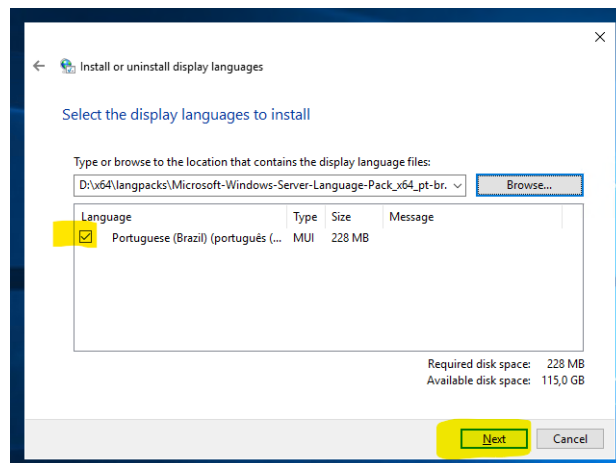 Install or uninstall display languages
Select the display languages to install
Type or browse to the location that contains the display language files:
D:\x64\langpacks\Microsoft-Windows-Server-Language-Pack_x64_pt-br. Browse...
Language Type Size Message
Portuguese (Brazil) (português (... MUI 228 MB
Required disk space: 228 MB
Available disk space: 115,0 GB
Next Cancel